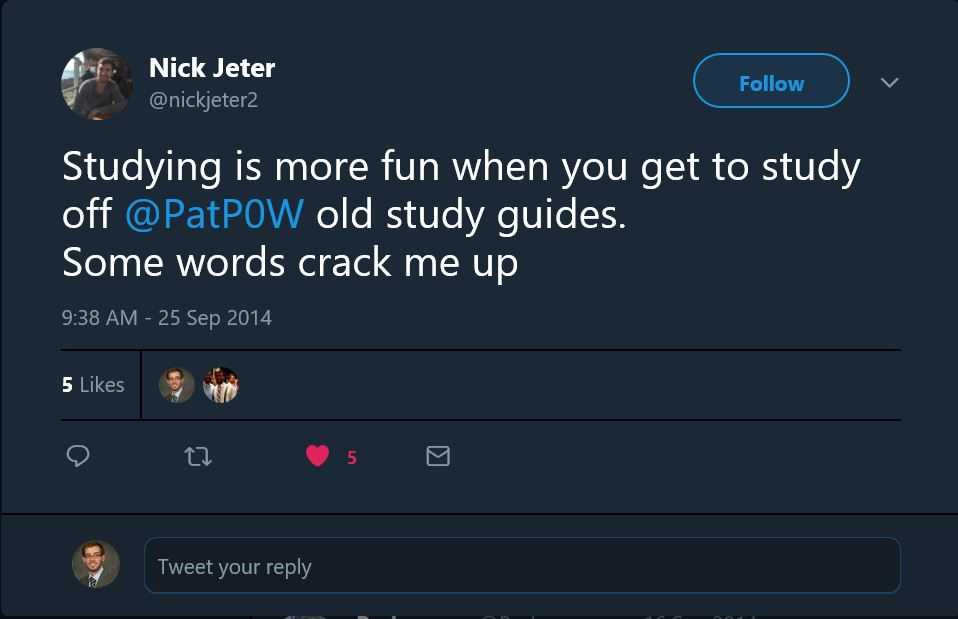 Nick Jeter
@nickjeter2
Follow
Studying is more fun when you get to study
off @PatP0W old study guides.
Some words crack me up
9:38 AM - 25 Sep 2014
5 Likes
5
Tweet your reply